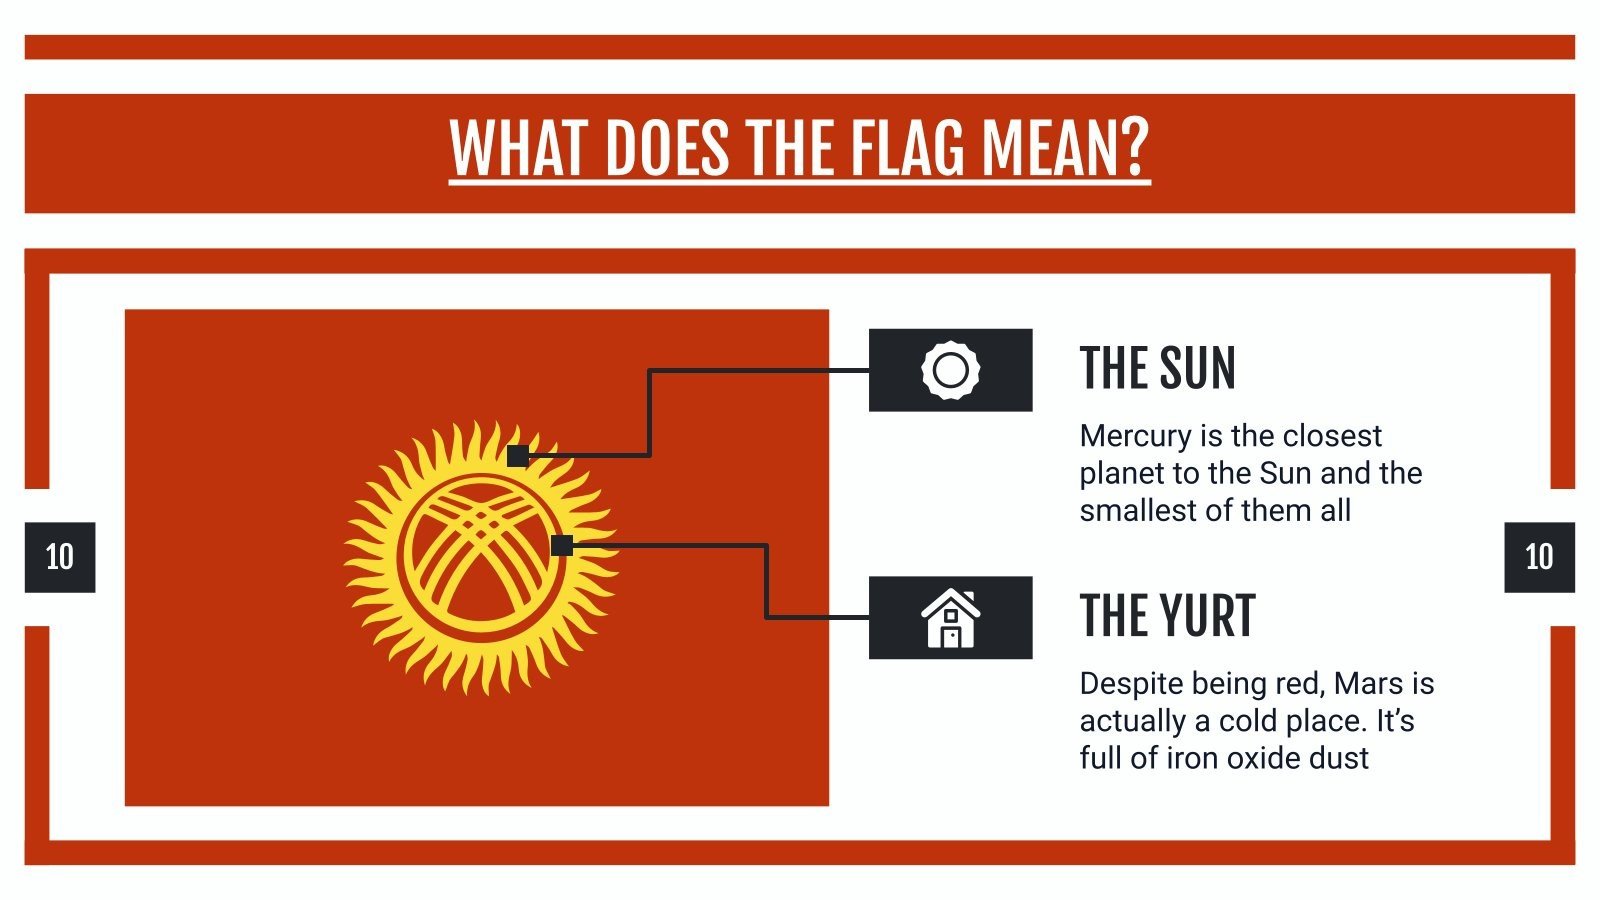 WHAT DOES THE FLAG MEAN?
THE SUN
Mercury is the closest
planet to the Sun and the
smallest of them all
10
10
THE YURT
Despite being red, Mars is
actually a cold place. It’s
full of iron oxide dust